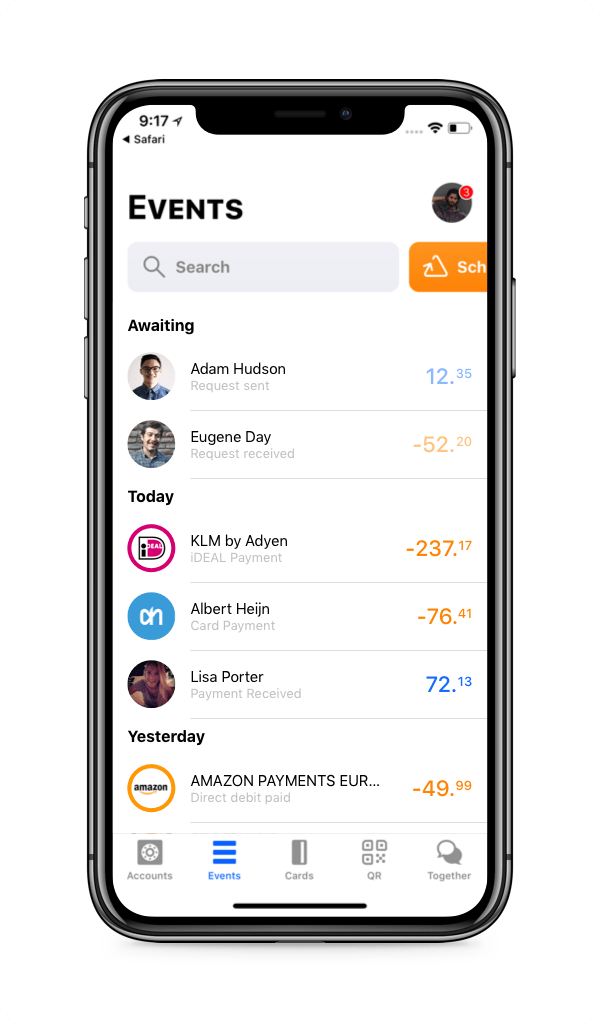 9:17
◀ Safari
EVENTS
3
Search
Sch
Awaiting
Adam Hudson
12.35
Request sent
Eugene Day
-52.20
Request received
Today
iDEAL
KLM by Adyen
-237.17
iDEAL Payment
Albert Heijn
-76.41
Card Payment
Lisa Porter
72.13
Payment Received
Yesterday
amazon
AMAZON PAYMENTS EUR...
-49.99
Direct debit paid
Accounts Events Cards QR Together